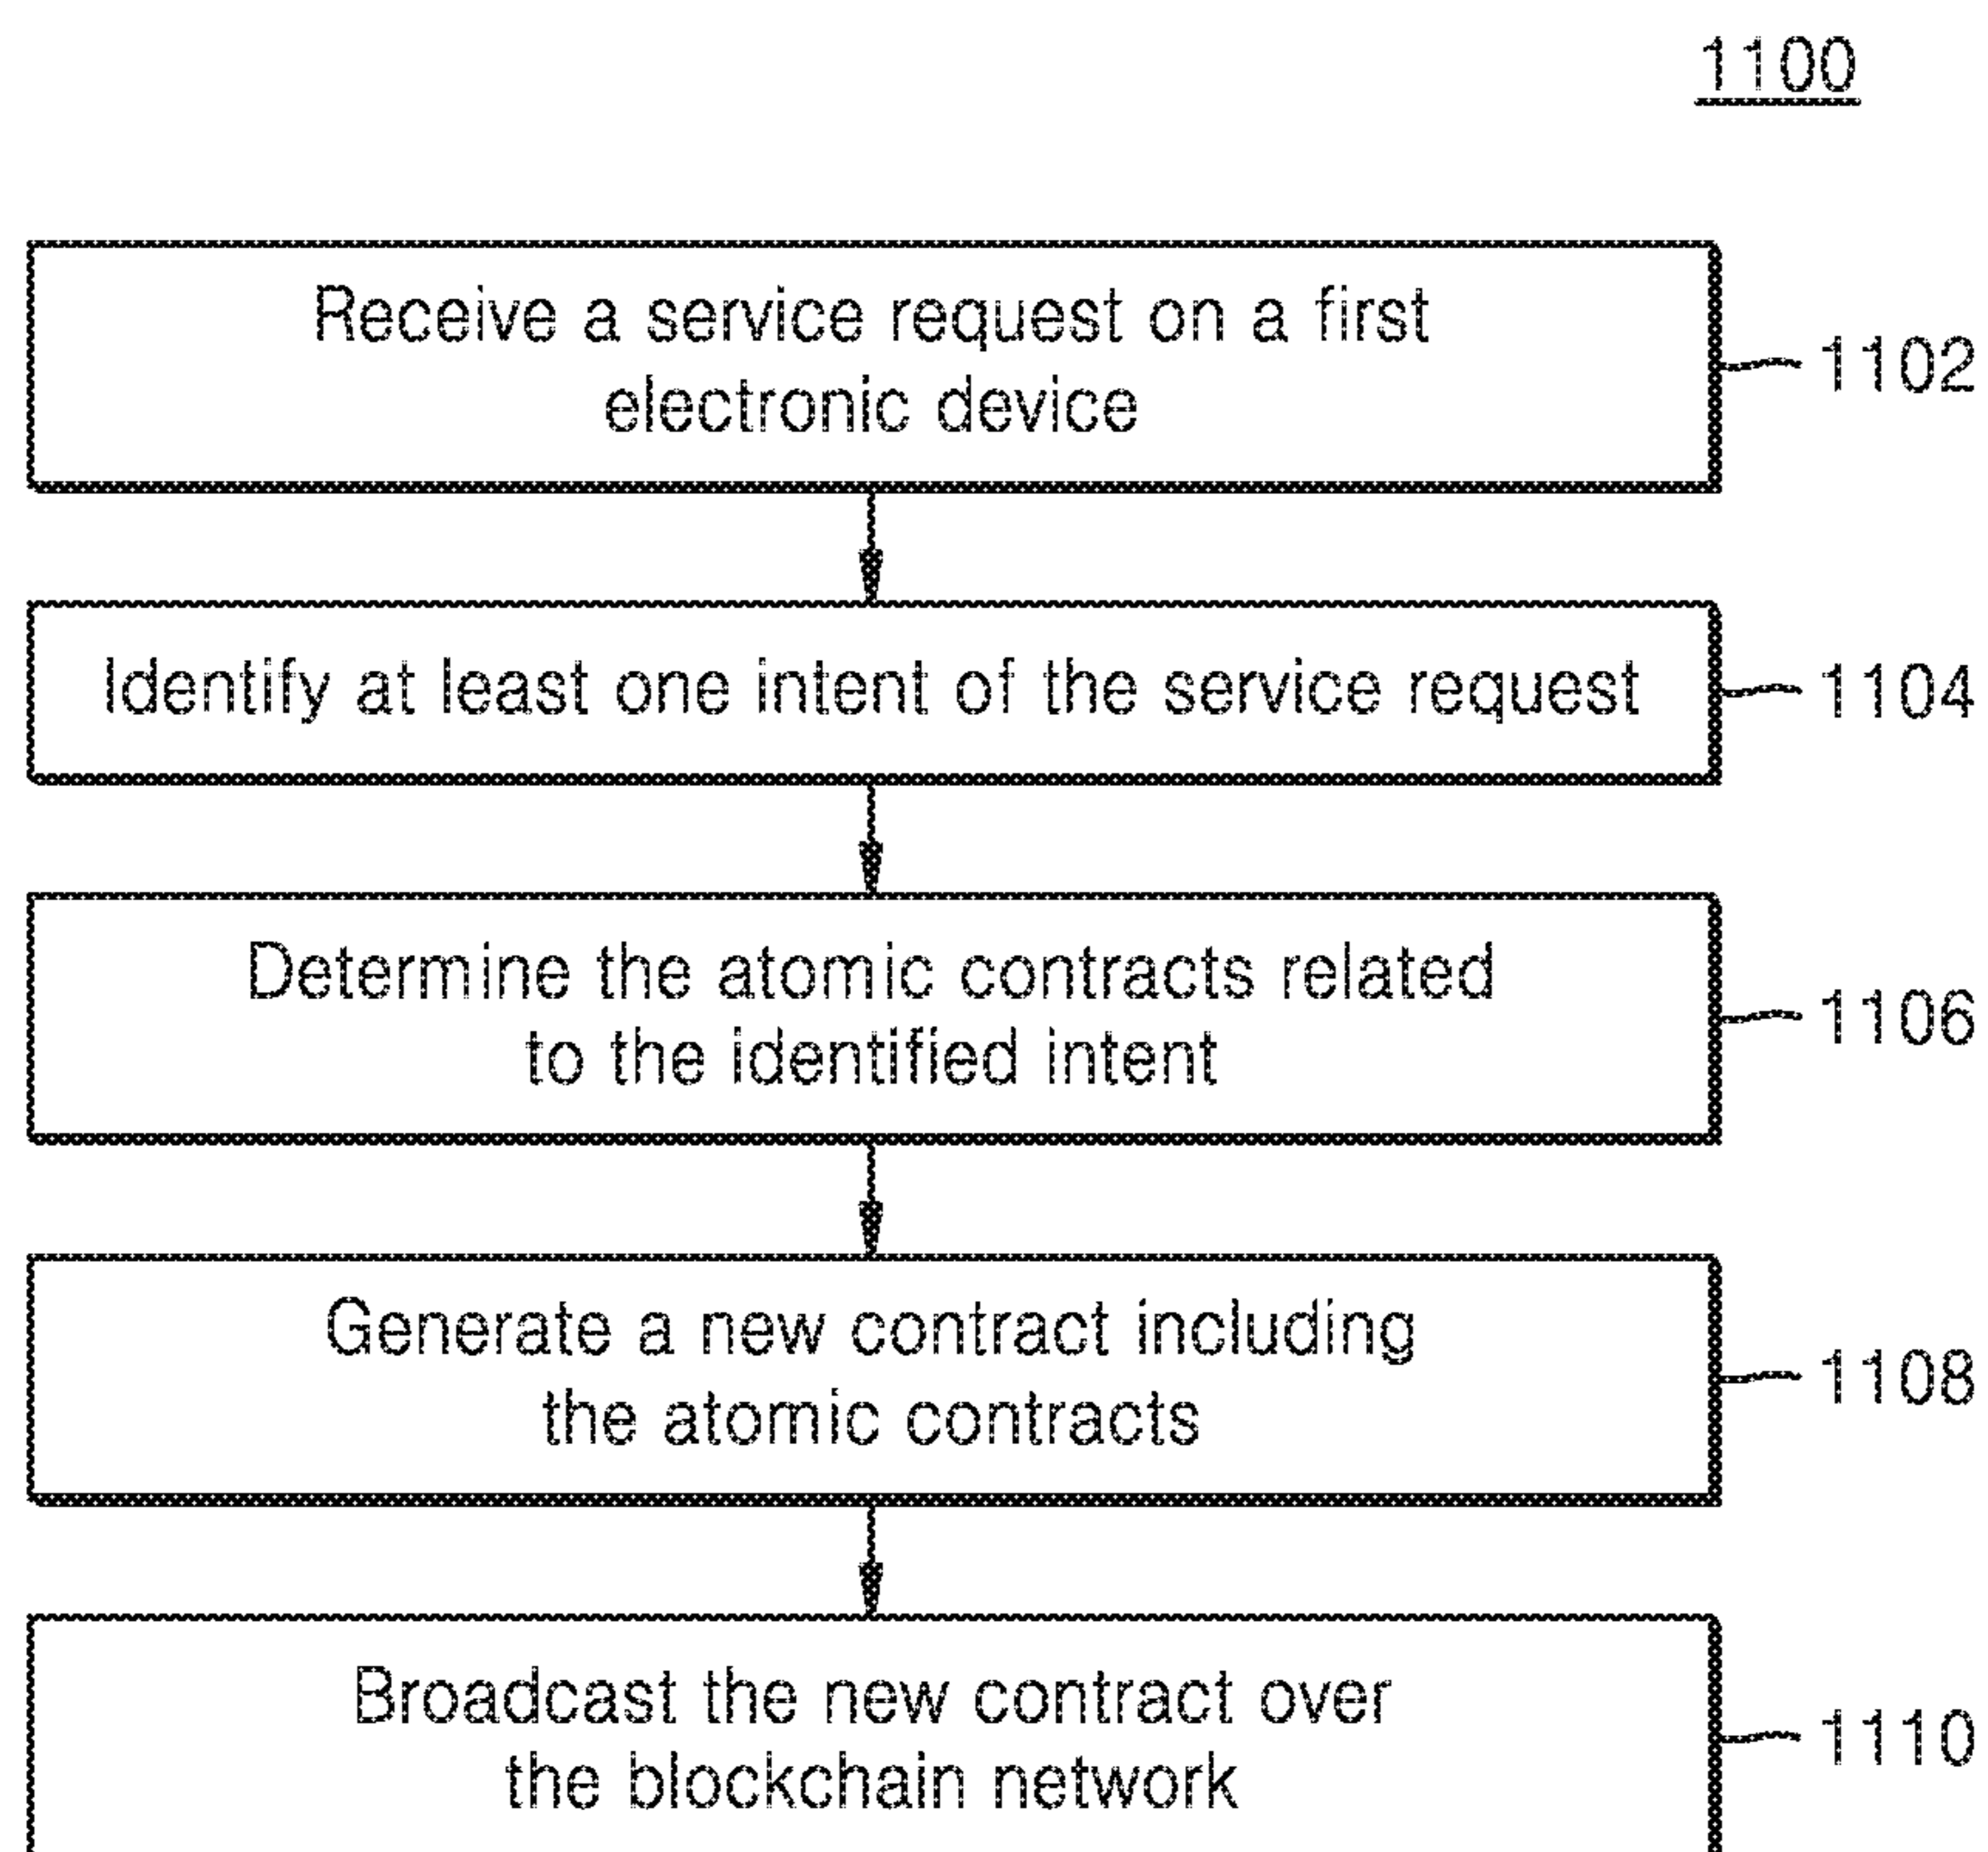 1100
Receive a service request on a first
electronic device
1102
Identify at least one intent of the service request
1104
Determine the atomic contracts related
to the identified intent
1106
Generate a new contract including
the atomic contracts
1108
Broadcast the new contract over
the blockchain network
1110